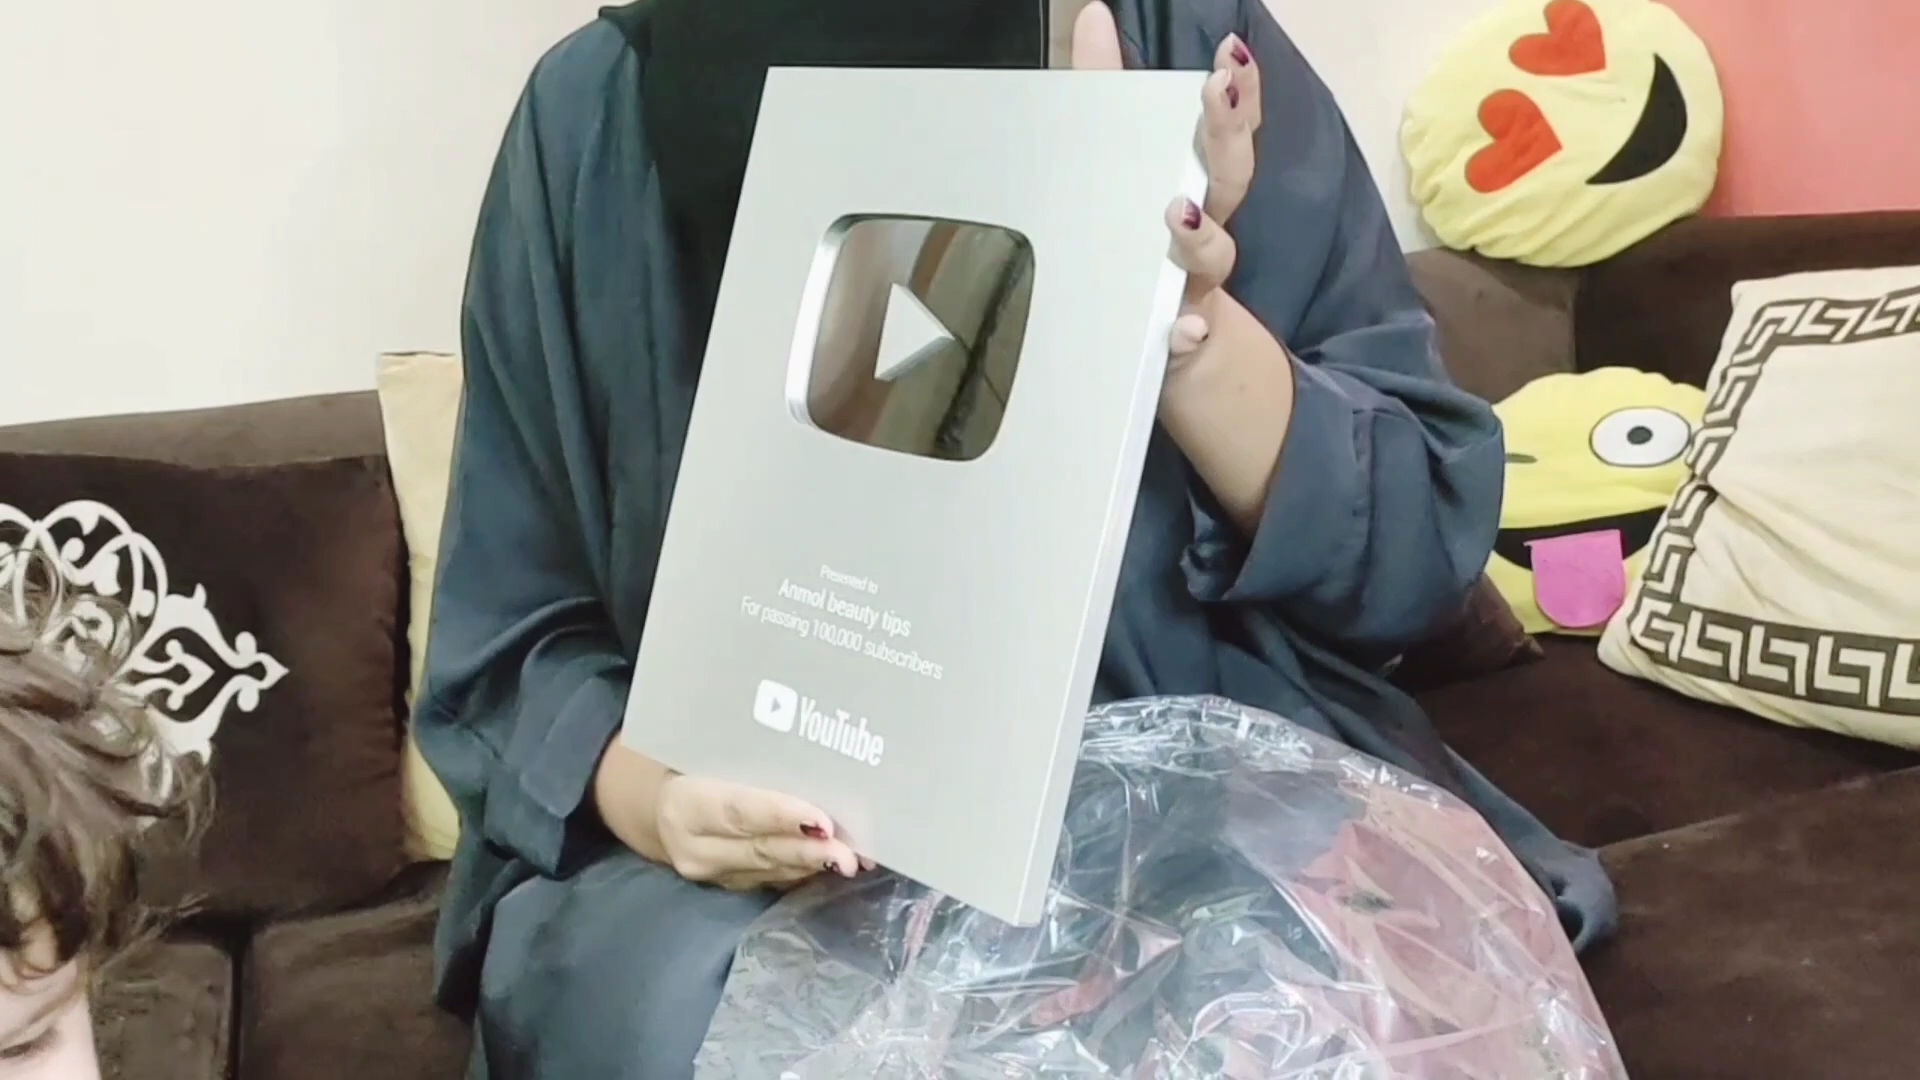 Presented to
Anmol beauty tips
For passing 100,000 subscribers
YouTube